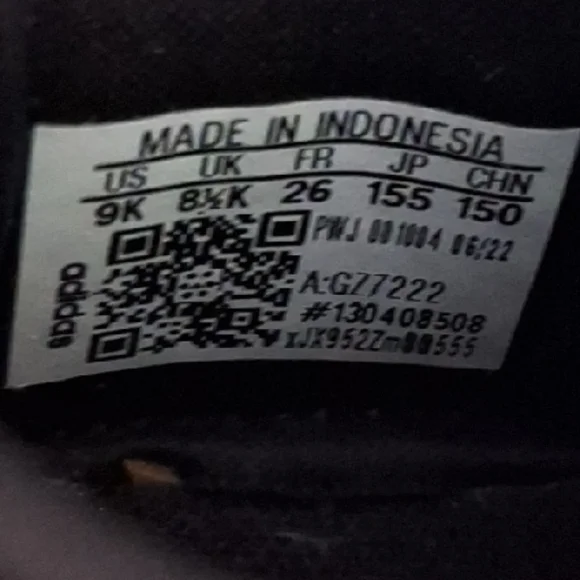 MADE IN INDONESIA
US UK FR JP CHN
9K 8½K 26 155 150
PWJ 001004 06/22
A:GZ7222
#130408508
xJX952Zm00555
adidas